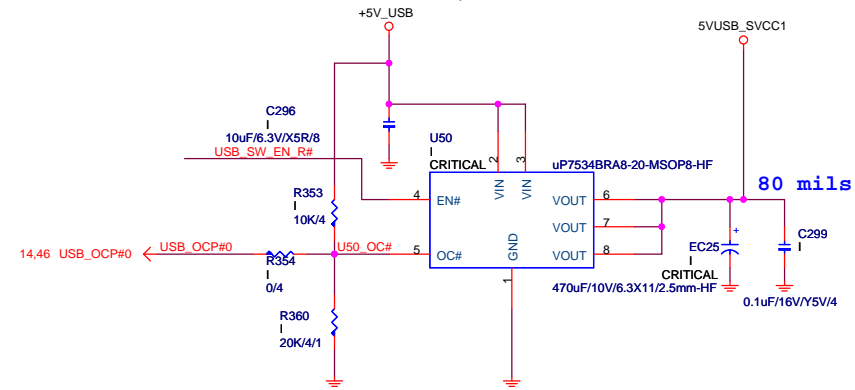 +5V_USB
5VUSB_SVCC1
C296
I
10uF/6.3V/X5R/8
USB_SW_EN_R#
U50
I
CRITICAL
2
3
uP7534BRA8-20-MSOP8-HF
VIN
VIN
80 mils
R353
I
10K/4
4
EN#
VOUT
6
VOUT
7
14,46 USB_OCP#0
USB_OCP#0
U50_OC#
5
OC#
GND
VOUT
8
EC25
I
CRITICAL
+
C299
I
R354
I
0/4
1
470uF/10V/6.3X11/2.5mm-HF
0.1uF/16V/Y5V/4
R360
I
20K/4/1